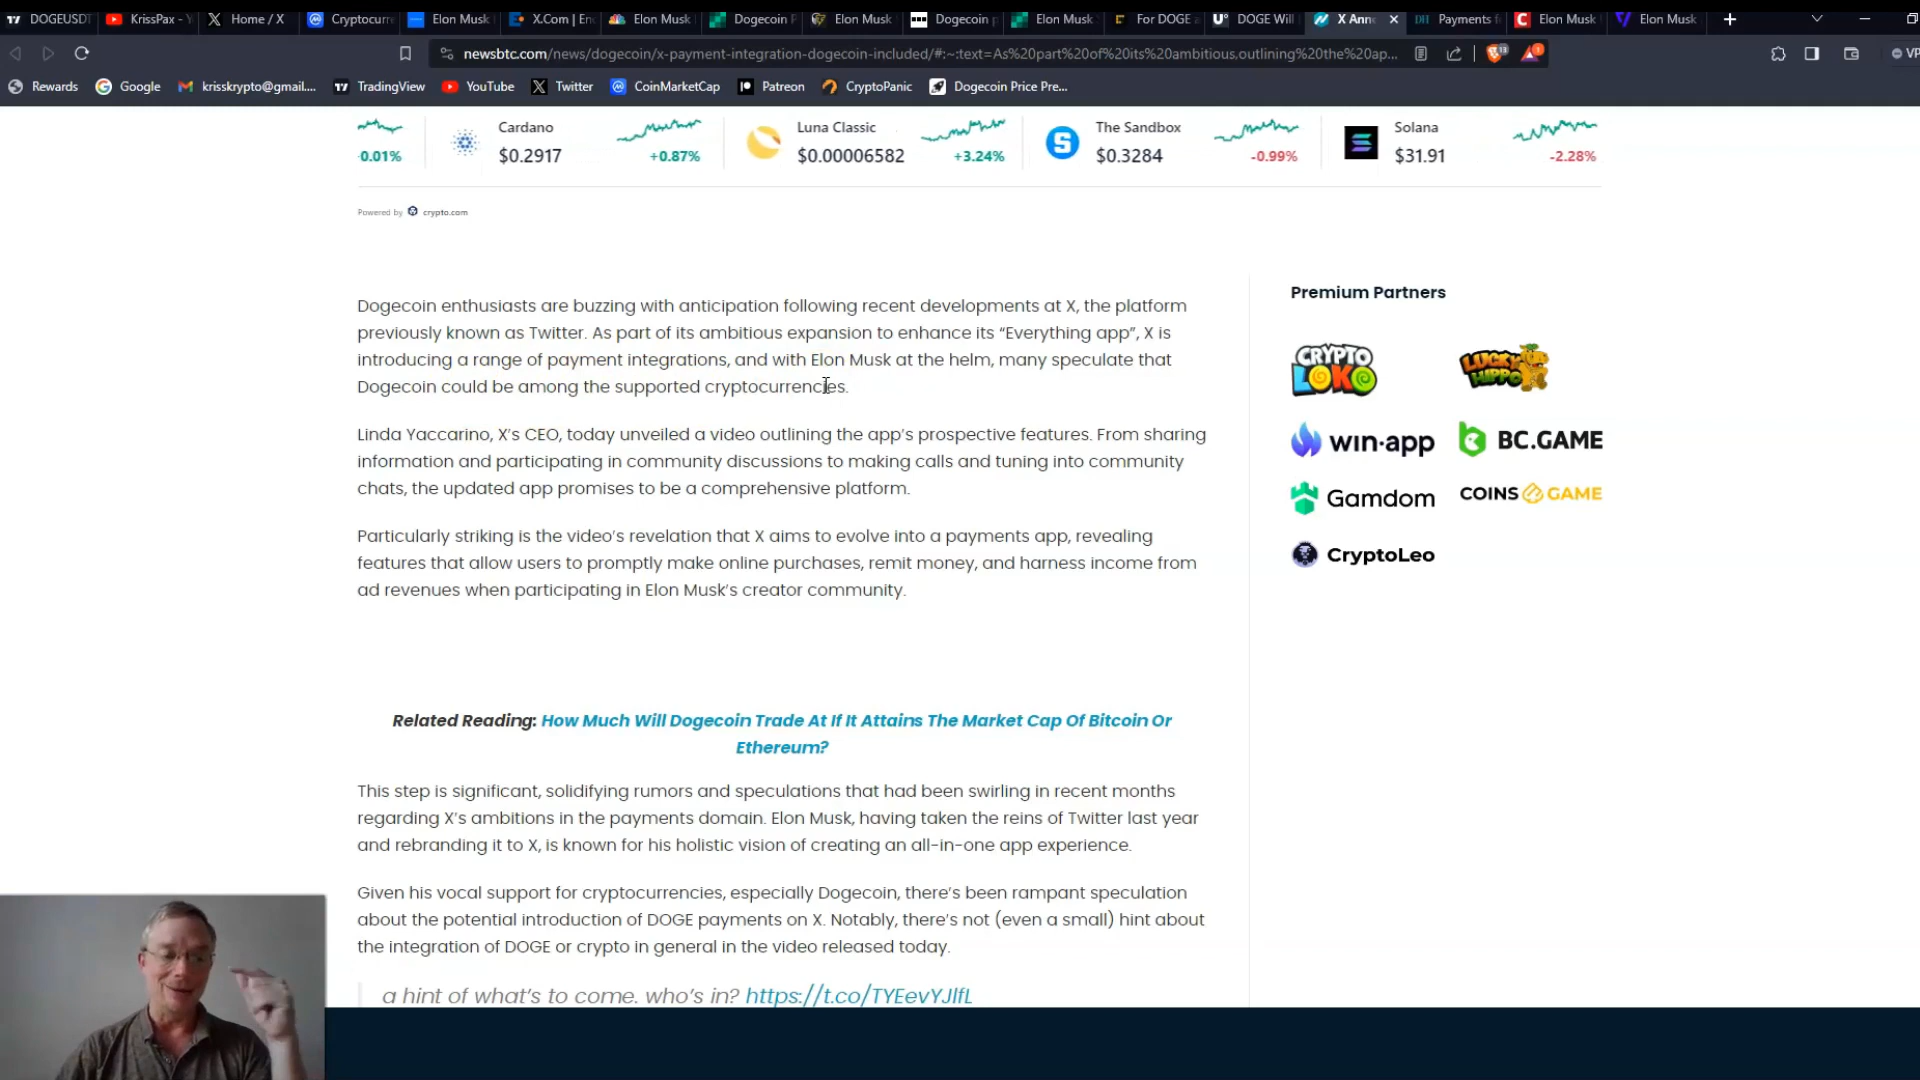 DOGEUSDT
KrissPax - Y
Home / X
Cryptocurr
Elon Musk
X.Com | En
Elon Musk
Dogecoin P
Elon Musk
Dogecoin p
Elon Musk
For DOGE
DOGE Will
X Ann
Payments f
Elon Musk
Elon Musk
newsbtc.com/news/dogecoin/x-payment-integration-dogecoin-included/#:~:text=As%20part%20of%20its%20ambitious.outlining%20the%20ap...
VP
Rewards
Google
krisskrypto@gmail....
TradingView
YouTube
Twitter
CoinMarketCap
Patreon
CryptoPanic
Dogecoin Price Pre...
0.01%
Cardano
$0.2917
+0.87%
Luna Classic
$0.00006582
+3.24%
The Sandbox
$0.3284
-0.99%
Solana
$31.91
-2.28%
Powered by crypto.com
Dogecoin enthusiasts are buzzing with anticipation following recent developments at X, the platform
previously known as Twitter. As part of its ambitious expansion to enhance its “Everything app”, X is
introducing a range of payment integrations, and with Elon Musk at the helm, many speculate that
Dogecoin could be among the supported cryptocurrencies.
Linda Yaccarino, X’s CEO, today unveiled a video outlining the app’s prospective features. From sharing
information and participating in community discussions to making calls and tuning into community
chats, the updated app promises to be a comprehensive platform.
Particularly striking is the video’s revelation that X aims to evolve into a payments app, revealing
features that allow users to promptly make online purchases, remit money, and harness income from
ad revenues when participating in Elon Musk’s creator community.
Related Reading: How Much Will Dogecoin Trade At If It Attains The Market Cap Of Bitcoin Or
Ethereum?
This step is significant, solidifying rumors and speculations that had been swirling in recent months
regarding X’s ambitions in the payments domain. Elon Musk, having taken the reins of Twitter last year
and rebranding it to X, is known for his holistic vision of creating an all-in-one app experience.
Given his vocal support for cryptocurrencies, especially Dogecoin, there’s been rampant speculation
about the potential introduction of DOGE payments on X. Notably, there’s not (even a small) hint about
the integration of DOGE or crypto in general in the video released today.
a hint of what’s to come. who’s in? https://t.co/TYEevYJlfL
Premium Partners
CRYPTO
LOKO
LUCKY
HIPPO
win·app
BC.GAME
Gamdom
COINS GAME
CryptoLeo